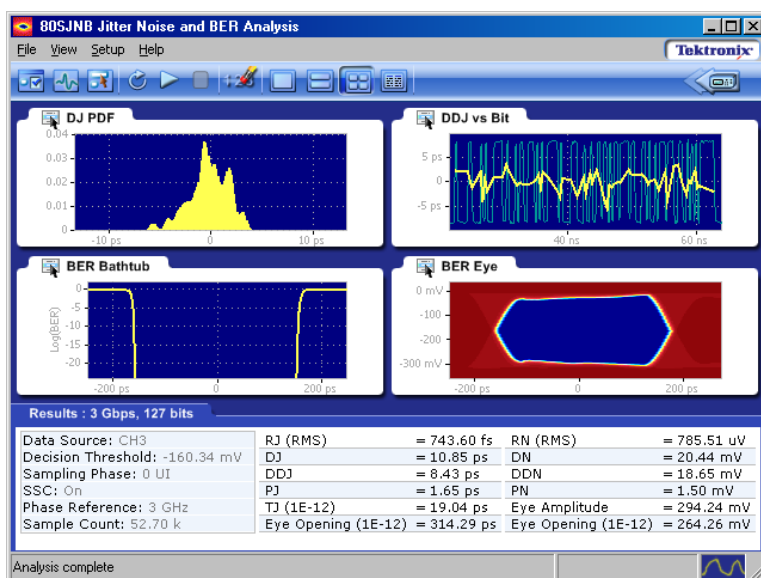 80SJNB Jitter Noise and BER Analysis
File View Setup Help
Tektronix
DJ PDF
0.04
0.03
0.02
0.01
0
-10 ps 0 10 ps
DDJ vs Bit
5 ps
0
-5 ps
40 ns 60 ns
BER Bathtub
Log(BER)
0
-5
-10
-15
-20
-200 ps 0 200 ps
BER Eye
0 mV
-100
-200
-300 mV
-200 ps 0 200 ps
Results : 3 Gbps, 127 bits
Data Source: CH3
Decision Threshold: -160.34 mV
Sampling Phase: 0 UI
SSC: On
Phase Reference: 3 GHz
Sample Count: 52.70 k
RJ (RMS) = 743.60 fs
DJ = 10.85 ps
DDJ = 8.43 ps
PJ = 1.65 ps
TJ (1E-12) = 19.04 ps
Eye Opening (1E-12) = 314.29 ps
RN (RMS) = 785.51 uV
DN = 20.44 mV
DDN = 18.65 mV
PN = 1.50 mV
Eye Amplitude = 294.24 mV
Eye Opening (1E-12) = 264.26 mV
Analysis complete